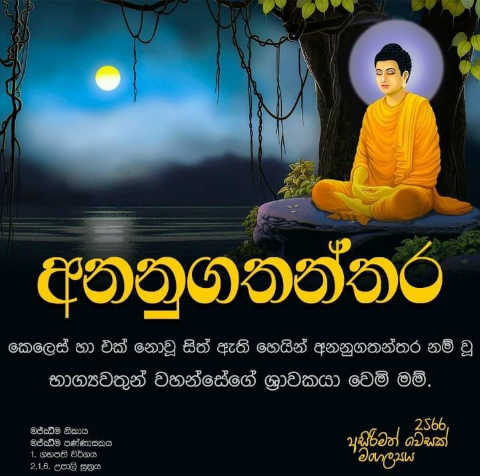 අනනුගතන්තර
කෙලෙස් හා එක් නොවූ සිත් ඇති හෙයින් අනනුගතන්තර නම් වූ
භාග්‍යවතුන් වහන්සේගේ ශ්‍රාවකයා වෙමි මම්.
මජ්ඣිම නිකාය
මජ්ඣිම පණ්ණාසකය
1. ගහපති වර්ගය
2,1,6. උපාලි සූත්‍රය
2566
අසිරිමත් වෙසක්
මංගල්‍යය